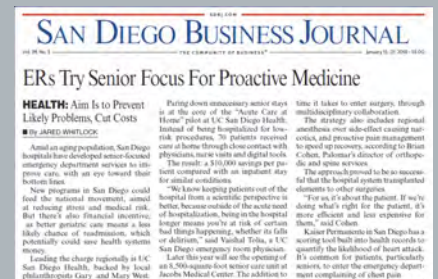 SDBJ.COM
SAN DIEGO BUSINESS JOURNAL
THE COMMUNITY OF BUSINESS
ERs Try Senior Focus For Proactive Medicine
HEALTH: Aim Is to Prevent
Likely Problems, Cut Costs
■ By JARED WHITLOCK
Amid an aging population, San Diego
hospitals have developed senior-focused
emergency department services to im-
prove care, with an eye toward their
bottom lines.
New programs in San Diego could
feed the national movement, aimed
at reducing stress and medical risk.
But there's also financial incentive,
as better geriatric care means a less
likely chance of readmission, which
potentially could save health systems
money.
Leading the charge regionally is UC
San Diego Health, backed by local
philanthropists Gary and Mary West.
Paring down unnecessary senior stays
is at the core of the "Acute Care at
Home" pilot at UC San Diego Health.
Instead of being hospitalized for low-
risk procedures, 76 patients received
care at home through close contact with
physicians, nurse visits and digital tools.
The result: a $10,000 savings per pa-
tient compared with an inpatient stay
for similar conditions.
"We know keeping patients out of the
hospital from a scientific perspective is
better, because outside of the acute need
of hospitalization, being in the hospital
longer means you're at risk of certain
bad things happening, whether its falls
or delirium," said Vaishal Tolia, a UC
San Diego emergency room physician.
Later this year will see the opening of
an 8,500-square-foot senior care unit at
Jacobs Medical Center. The addition to
time it takes to enter surgery, through
multidisciplinary collaboration.
The strategy also includes regional
anesthesia over side-effect causing nar-
cotics, and proactive pain management
to speed up recovery, according to Brian
Cohen, Palomar's director of orthope-
dic and spine services.
The approach proved to be so success-
ful that the hospital system transplanted
elements to other surgeries.
"For us, it's about the patient. If we're
doing what's right for the patient, it's
more efficient and less expensive for
them," said Cohen.
Kaiser Permanente in San Diego has a
scoring tool built into health records to
quantify the likelihood of heart attack.
It's common for patients, particularly
seniors, to enter the emergency depart-
ment complaining of chest pains.